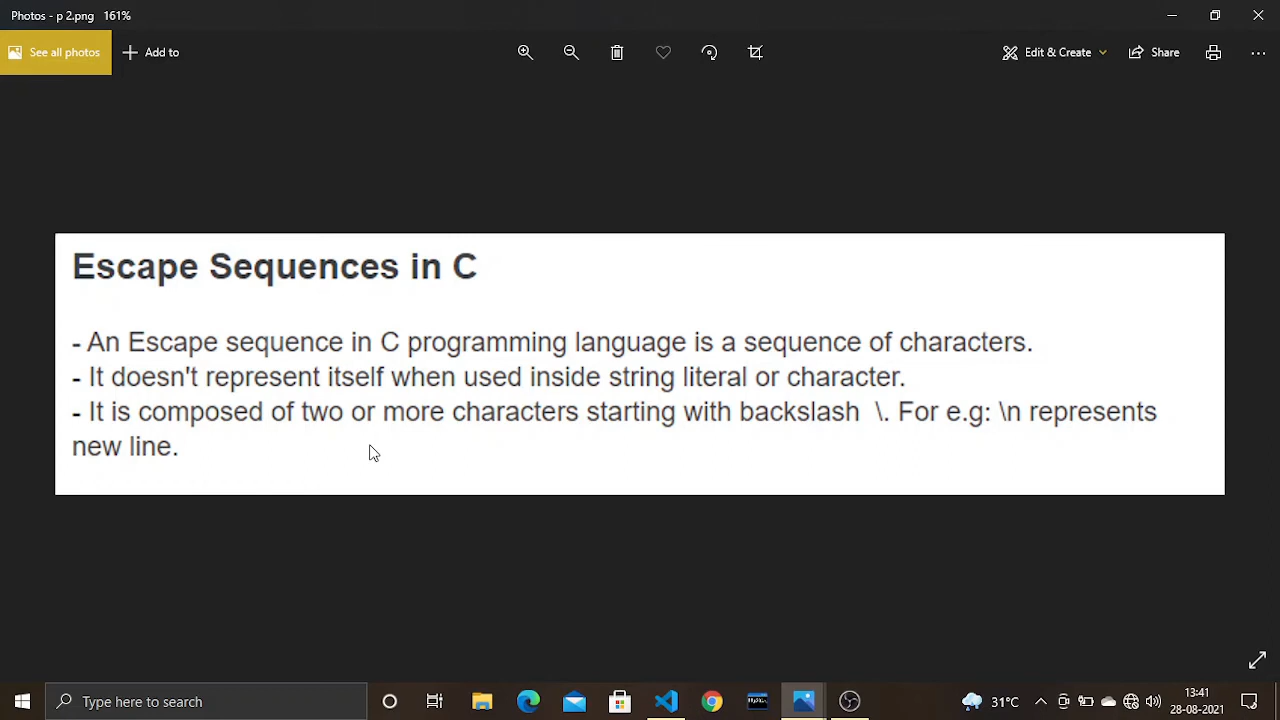 Photos - p 2.png 161%
See all photos
Add to
Edit & Create
Share
Escape Sequences in C
- An Escape sequence in C programming language is a sequence of characters.
- It doesn't represent itself when used inside string literal or character.
- It is composed of two or more characters starting with backslash \. For e.g: \n represents
new line.
Type here to search
31°C
13:41
28-08-2021